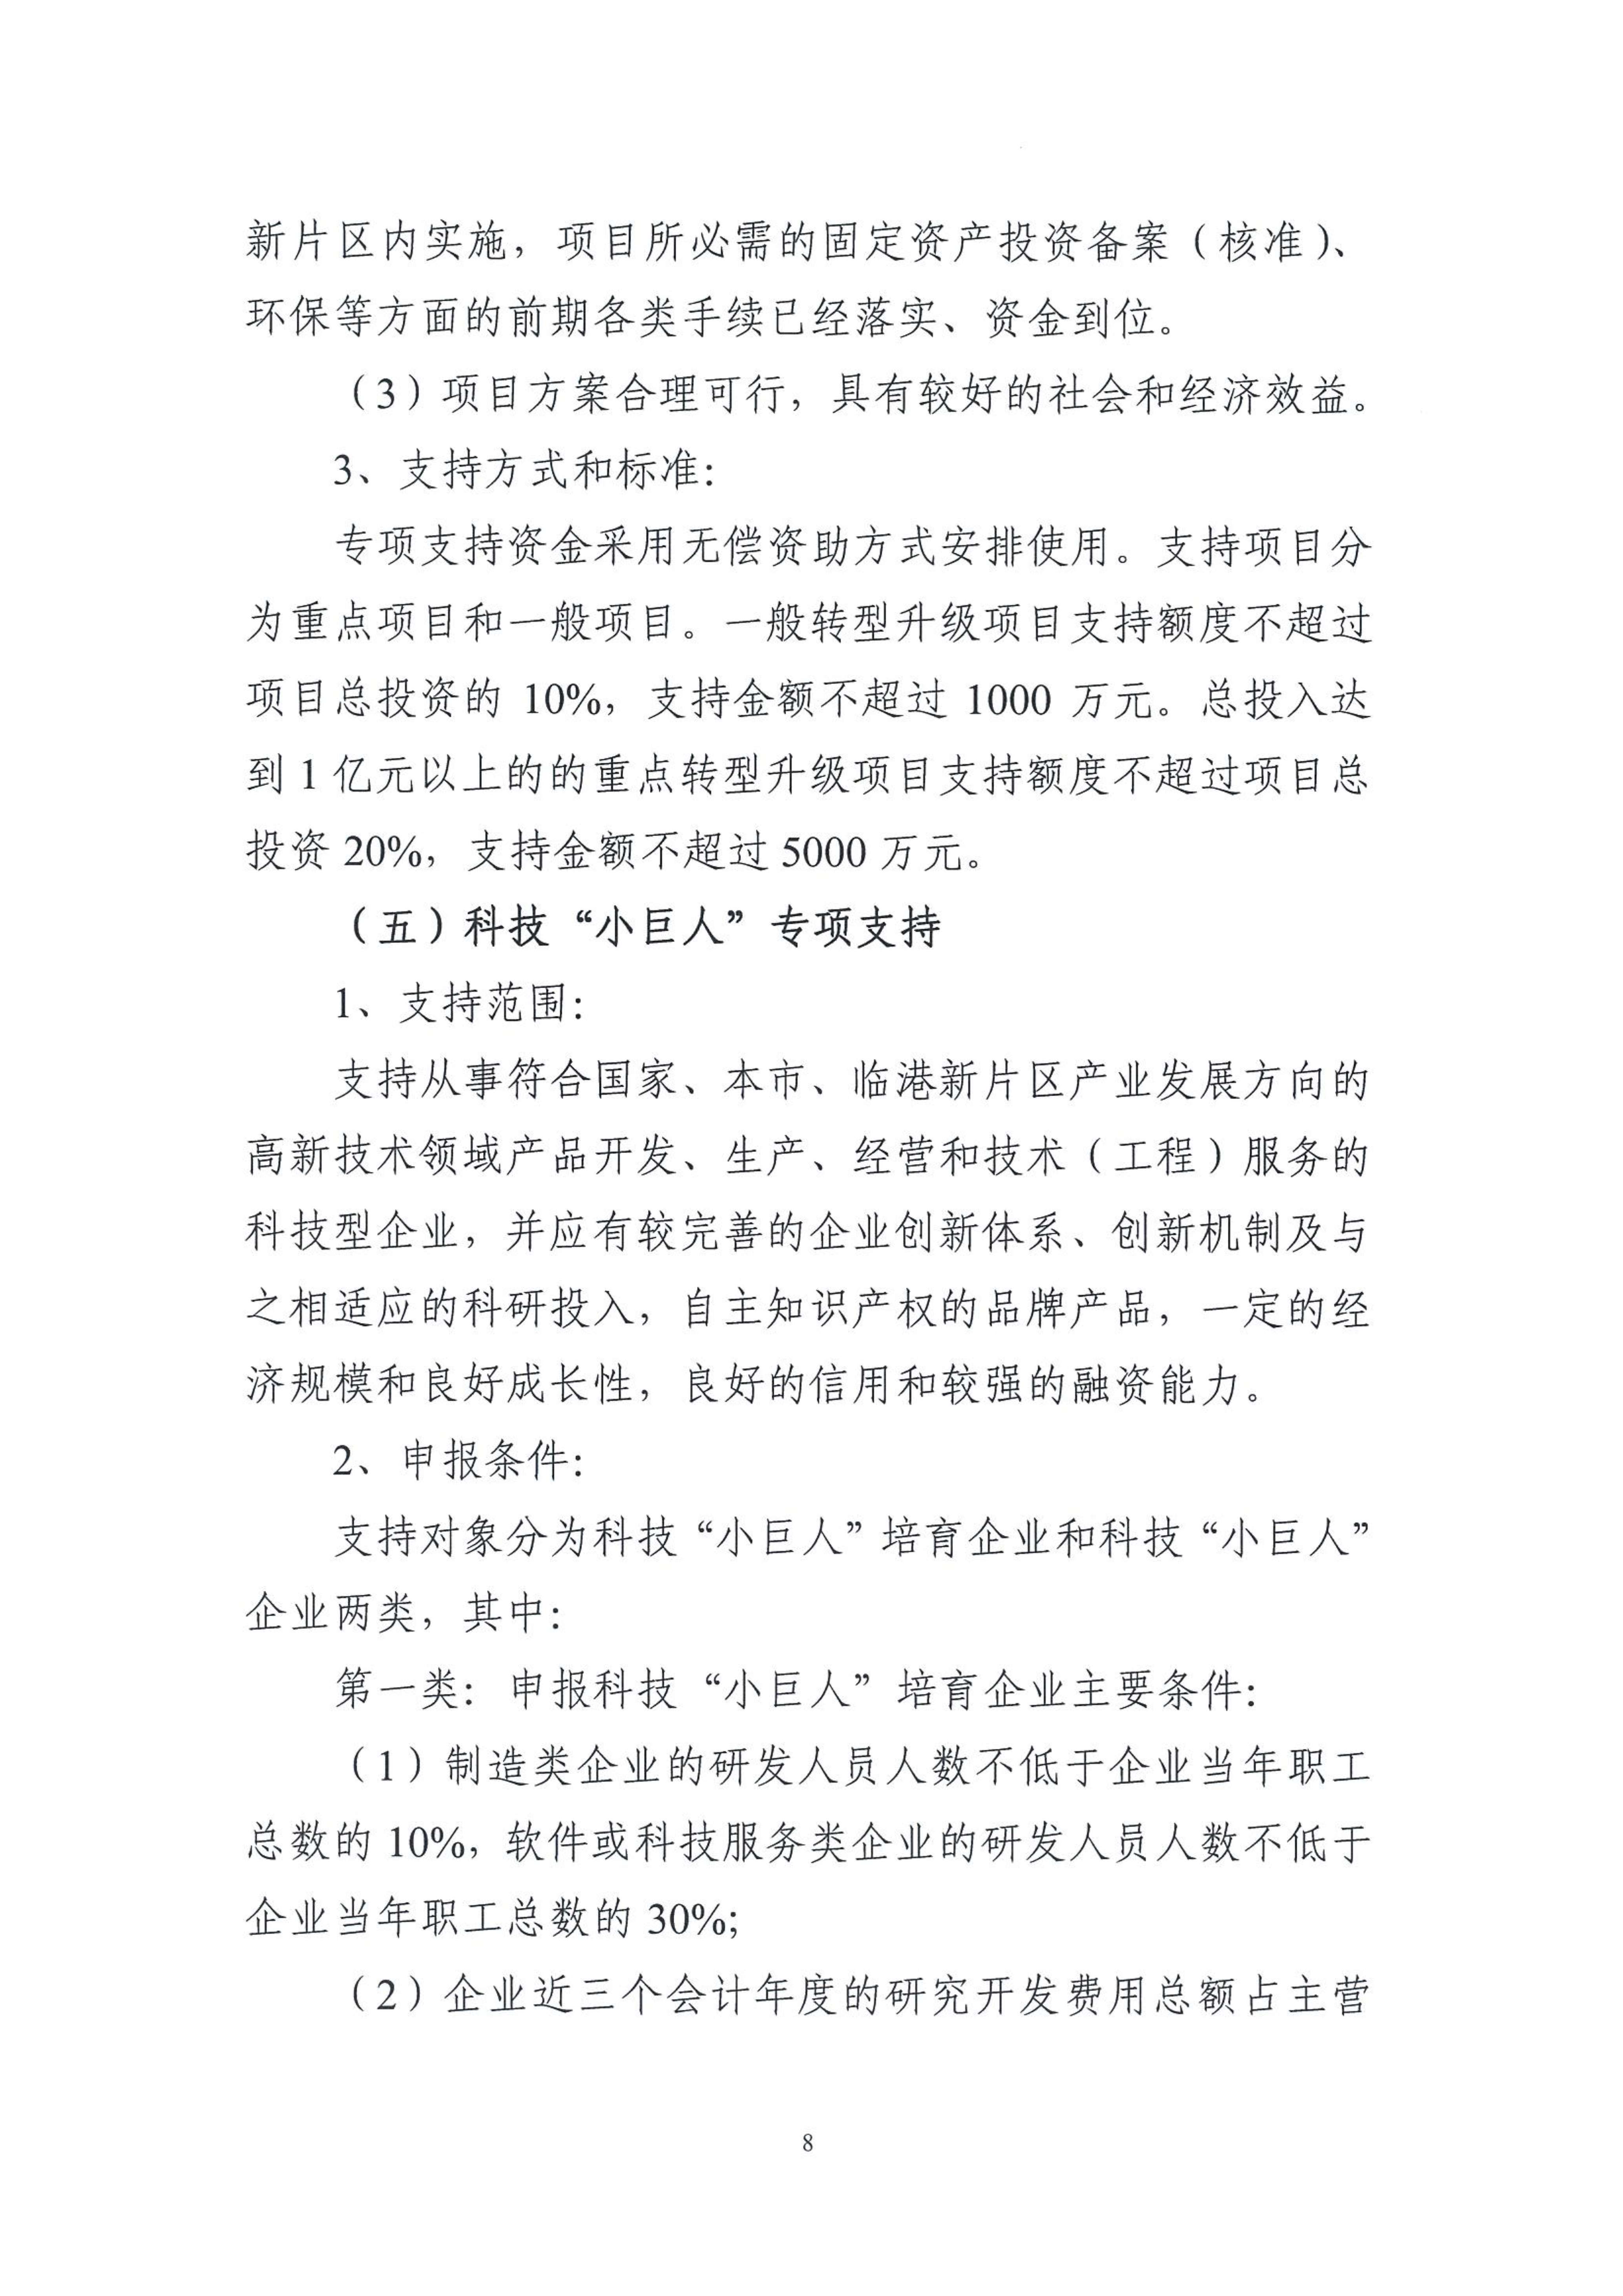 新片区内实施，项目所必需的固定资产投资备案（核准）、
环保等方面的前期各类手续已经落实、资金到位。
（3）项目方案合理可行，具有较好的社会和经济效益。
3、支持方式和标准：
专项支持资金采用无偿资助方式安排使用。支持项目分
为重点项目和一般项目。一般转型升级项目支持额度不超过
项目总投资的 10%，支持金额不超过 1000 万元。总投入达
到 1 亿元以上的的重点转型升级项目支持额度不超过项目总
投资 20%，支持金额不超过 5000 万元。
（五）科技“小巨人”专项支持
1、支持范围：
支持从事符合国家、本市、临港新片区产业发展方向的
高新技术领域产品开发、生产、经营和技术（工程）服务的
科技型企业，并应有较完善的企业创新体系、创新机制及与
之相适应的科研投入，自主知识产权的品牌产品，一定的经
济规模和良好成长性，良好的信用和较强的融资能力。
2、申报条件：
支持对象分为科技“小巨人”培育企业和科技“小巨人”
企业两类，其中：
第一类：申报科技“小巨人”培育企业主要条件：
（1）制造类企业的研发人员人数不低于企业当年职工
总数的 10%，软件或科技服务类企业的研发人员人数不低于
企业当年职工总数的 30%；
（2）企业近三个会计年度的研究开发费用总额占主营
8